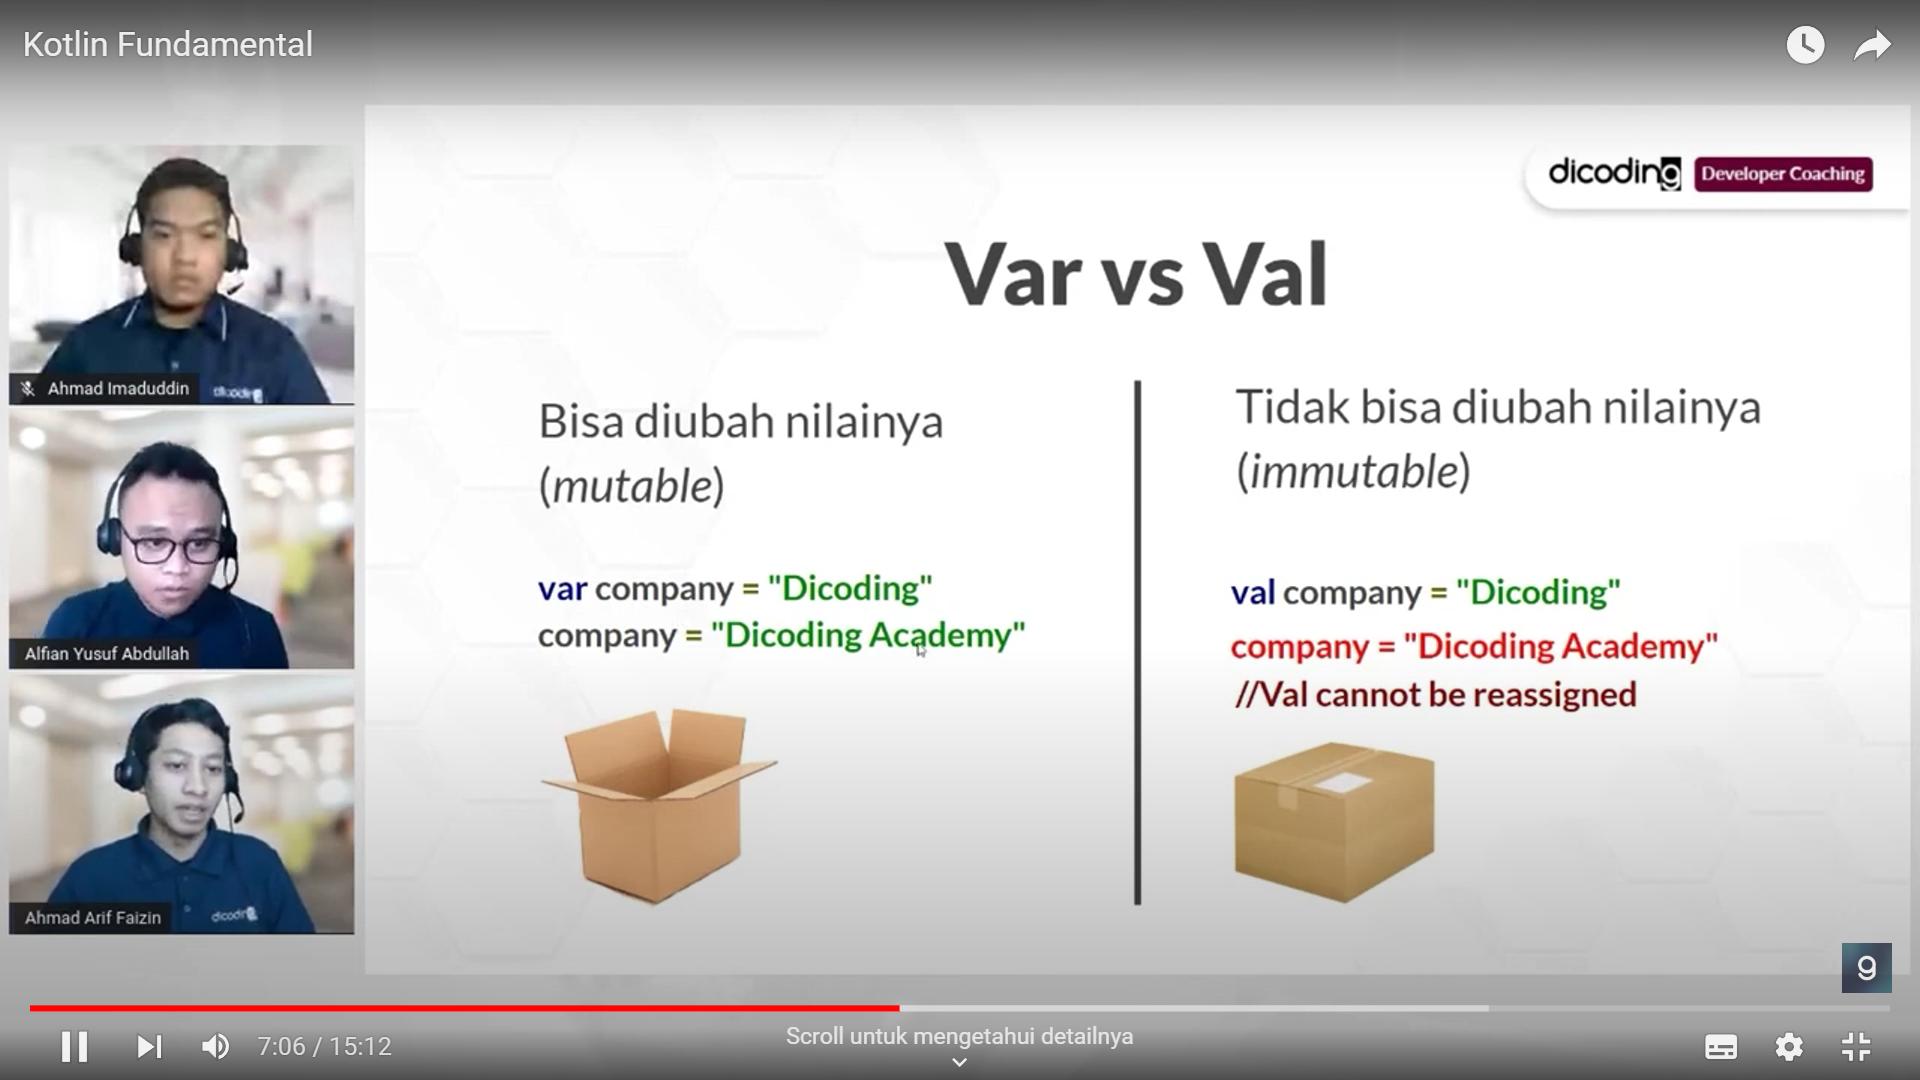 Kotlin Fundamental
dicoding Developer Coaching
Var vs Val
Bisa diubah nilainya
(mutable)
var company = "Dicoding"
company = "Dicoding Academy"
Tidak bisa diubah nilainya
(immutable)
val company = "Dicoding"
company = "Dicoding Academy"
//Val cannot be reassigned
dicoding
Ahmad Imaduddin
Alfian Yusuf Abdullah
dicoding
Ahmad Arif Faizin
9
7:06 / 15:12
Scroll untuk mengetahui detailnya